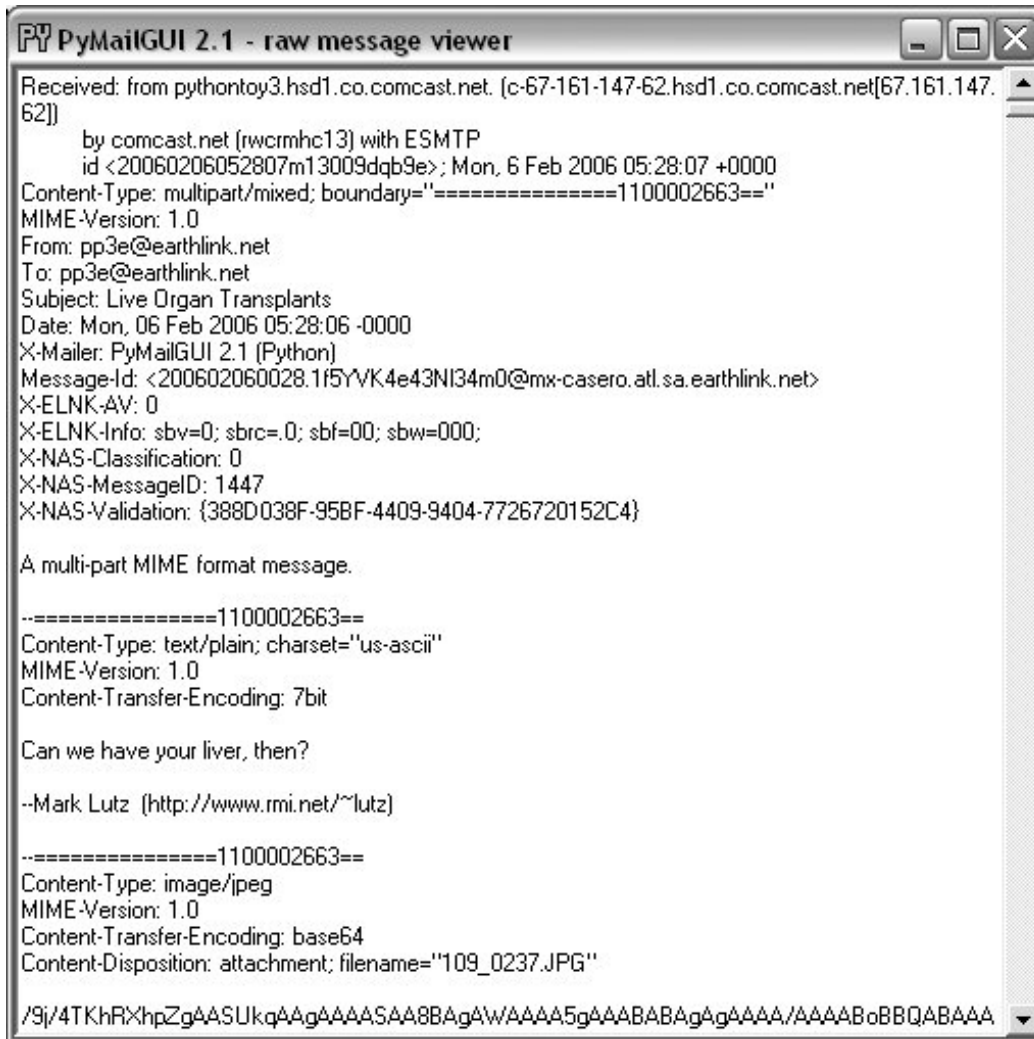 PY PyMailGUI 2.1 - raw message viewer
Received: from pythontoy3.hsd1.co.comcast.net. (c-67-161-147-62.hsd1.co.comcast.net[67.161.147.
62])
by comcast.net (rwcrmhc13) with ESMTP
id <20060206052807m13009dqb9e>; Mon, 6 Feb 2006 05:28:07 +0000
Content-Type: multipart/mixed; boundary="===============1100002663=="
MIME-Version: 1.0
From: pp3e@earthlink.net
To: pp3e@earthlink.net
Subject: Live Organ Transplants
Date: Mon, 06 Feb 2006 05:28:06 -0000
X-Mailer: PyMailGUI 2.1 (Python)
Message-Id: <200602060028.1f5YVK4e43Nl34m0@mx-casero.atl.sa.earthlink.net>
X-ELNK-AV: 0
X-ELNK-Info: sbv=0; sbrc=.0; sbf=00; sbw=000;
X-NAS-Classification: 0
X-NAS-MessageID: 1447
X-NAS-Validation: {388D038F-95BF-4409-9404-7726720152C4}
A multi-part MIME format message.
--===============1100002663==
Content-Type: text/plain; charset="us-ascii"
MIME-Version: 1.0
Content-Transfer-Encoding: 7bit
Can we have your liver, then?
--Mark Lutz (http://www.rmi.net/~lutz)
--===============1100002663==
Content-Type: image/jpeg
MIME-Version: 1.0
Content-Transfer-Encoding: base64
Content-Disposition: attachment; filename="109_0237.JPG"
/9j/4TKhRXhpZgAASUkqAAgAAAASAA8BAgAWAAAA5gAAABABAgAgAAAA/AAAABoBBQABAAA